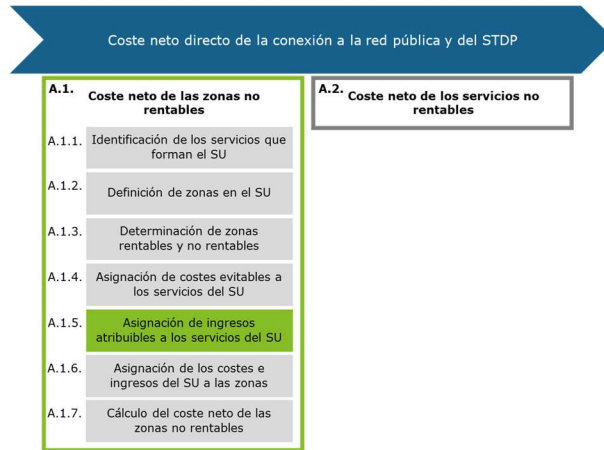 Coste neto directo de la conexión a la red pública y del STDP
A.1. Coste neto de las zonas no
rentables
A.2. Coste neto de los servicios no
rentables
A.1.1. Identificación de los servicios que
forman el SU
A.1.2. Definición de zonas en el SU
A.1.3. Determinación de zonas
rentables y no rentables
A.1.4. Asignación de costes evitables a
los servicios del SU
A.1.5. Asignación de ingresos
atribuibles a los servicios del SU
A.1.6. Asignación de los costes e
ingresos del SU a las zonas
A.1.7. Cálculo del coste neto de las
zonas no rentables